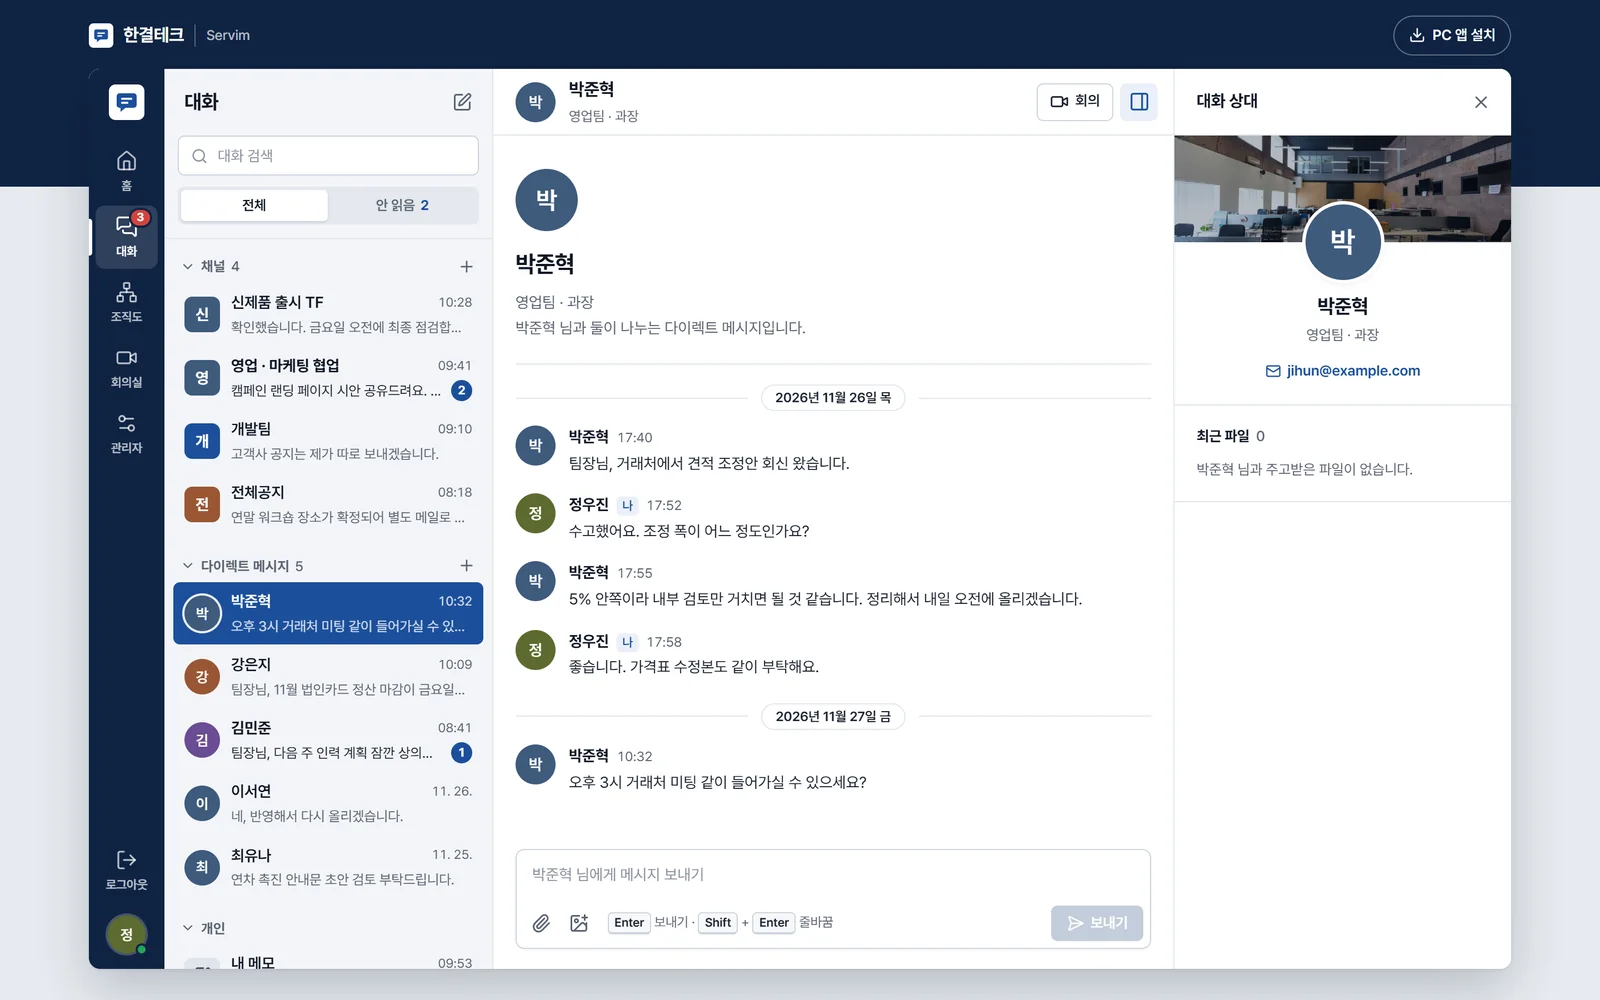 한결테크
Servim
PC 앱 설치
홈
3
대화
조직도
회의실
관리자
로그아웃
정
대화
대화 검색
전체
안 읽음 2
채널 4
신
신제품 출시 TF
10:28
확인했습니다. 금요일 오전에 최종 점검합...
영
영업 · 마케팅 협업
09:41
캠페인 랜딩 페이지 시안 공유드려요. ...
2
개
개발팀
09:10
고객사 공지는 제가 따로 보내겠습니다.
전
전체공지
08:18
연말 워크숍 장소가 확정되어 별도 메일로 ...
다이렉트 메시지 5
박
박준혁
10:32
오후 3시 거래처 미팅 같이 들어가실 수 있...
강
강은지
10:09
팀장님, 11월 법인카드 정산 마감이 금요일...
김
김민준
08:41
팀장님, 다음 주 인력 계획 잠깐 상의...
1
이
이서연
11. 26.
네, 반영해서 다시 올리겠습니다.
최
최유나
11. 25.
연차 촉진 안내문 초안 검토 부탁드립니다.
개인
내 메모
09:53
박
박준혁
영업팀 · 과장
회의
박
박준혁
영업팀 · 과장
박준혁 님과 둘이 나누는 다이렉트 메시지입니다.
2026년 11월 26일 목
박
박준혁 17:40
팀장님, 거래처에서 견적 조정안 회신 왔습니다.
정
정우진 나 17:52
수고했어요. 조정 폭이 어느 정도인가요?
박
박준혁 17:55
5% 안쪽이라 내부 검토만 거치면 될 것 같습니다. 정리해서 내일 오전에 올리겠습니다.
정
정우진 나 17:58
좋습니다. 가격표 수정본도 같이 부탁해요.
2026년 11월 27일 금
박
박준혁 10:32
오후 3시 거래처 미팅 같이 들어가실 수 있으세요?
박준혁 님에게 메시지 보내기
Enter 보내기 · Shift + Enter 줄바꿈
보내기
대화 상대
박
박준혁
영업팀 · 과장
jihun@example.com
최근 파일 0
박준혁 님과 주고받은 파일이 없습니다.